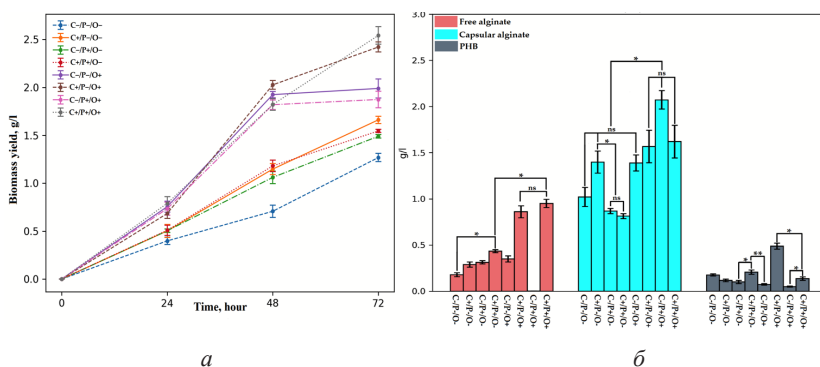 C−/P−/O−
C+/P−/O−
C−/P+/O−
C+/P+/O−
C−/P−/O+
C+/P−/O+
C−/P+/O+
C+/P+/O+
Biomass yield, g/l
2.5
2.0
1.5
1.0
0.5
0.0
0
24
48
72
Time, hour
а
Free alginate
Capsular alginate
PHB
g/l
3.0
2.5
2.0
1.5
1.0
0.5
0.0
*
*
ns
ns
*
ns
*
ns
*
**
*
*
C-/P-/O-
C+/P-/O-
C-/P+/O-
C+/P+/O-
C-/P-/O+
C+/P-/O+
C-/P+/O+
C+/P+/O+
C-/P-/O-
C+/P-/O-
C-/P+/O-
C+/P+/O-
C-/P-/O+
C+/P-/O+
C-/P+/O+
C+/P+/O+
C-/P-/O-
C+/P-/O-
C-/P+/O-
C+/P+/O-
C-/P-/O+
C+/P-/O+
C-/P+/O+
C+/P+/O+
б